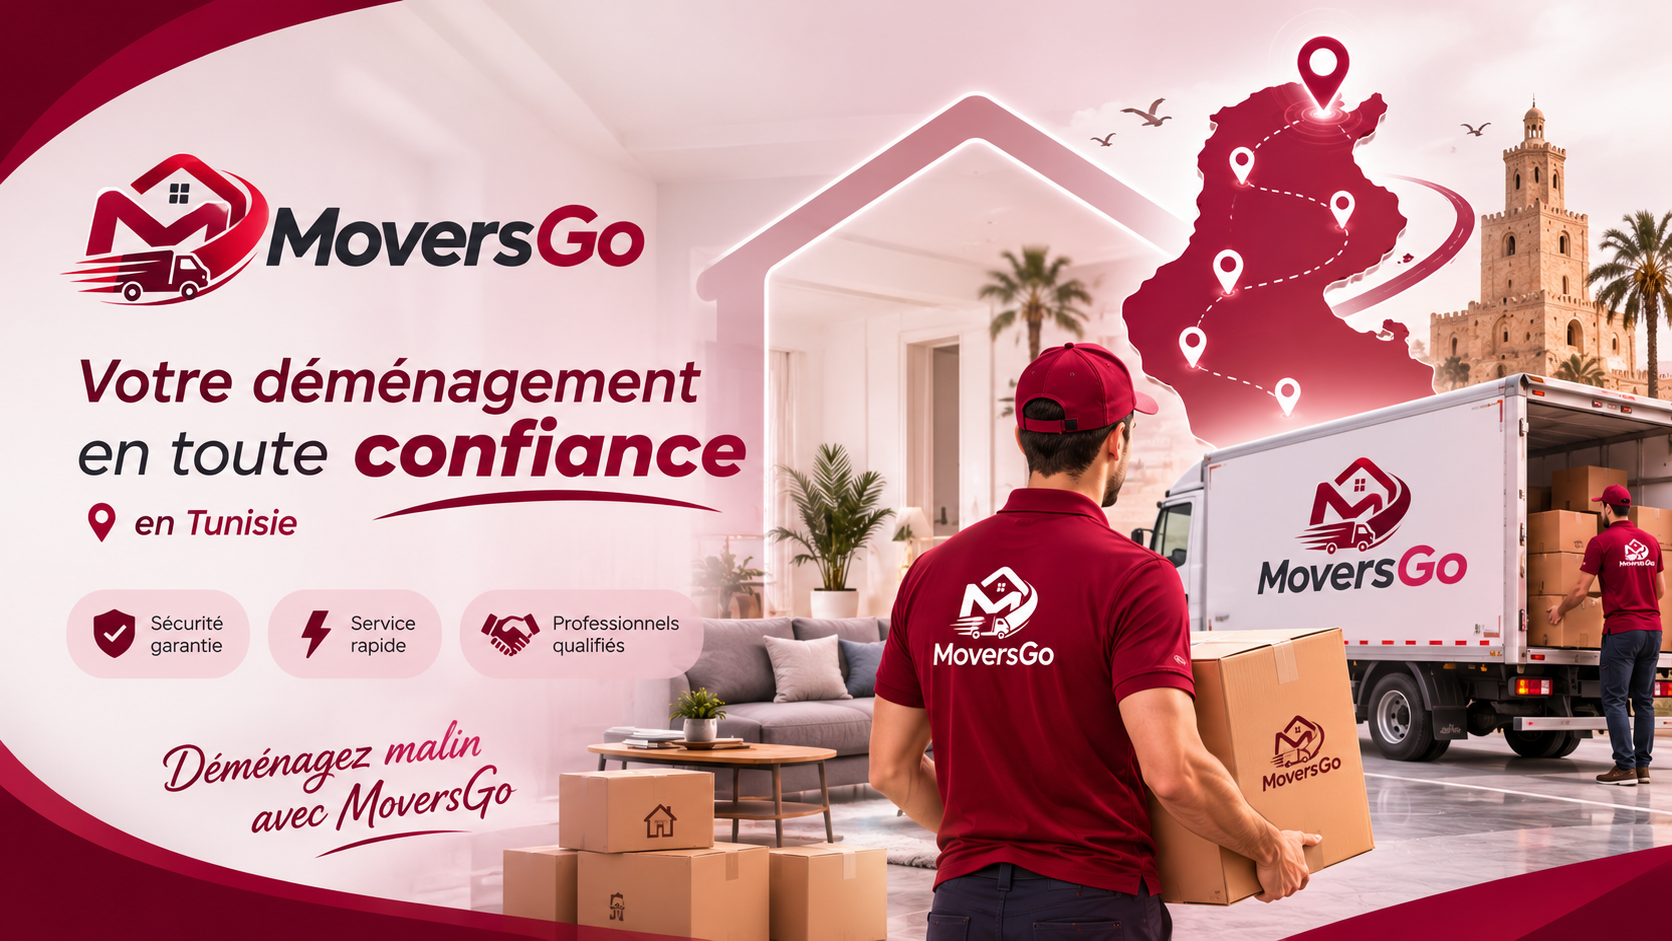 MoversGo
Votre déménagement
en toute confiance
en Tunisie
Sécurité
garantie
Service
rapide
Professionnels
qualifiés
Déménagez malin
avec MoversGo
MoversGo
MoversGo
MoversGo
MoversGo